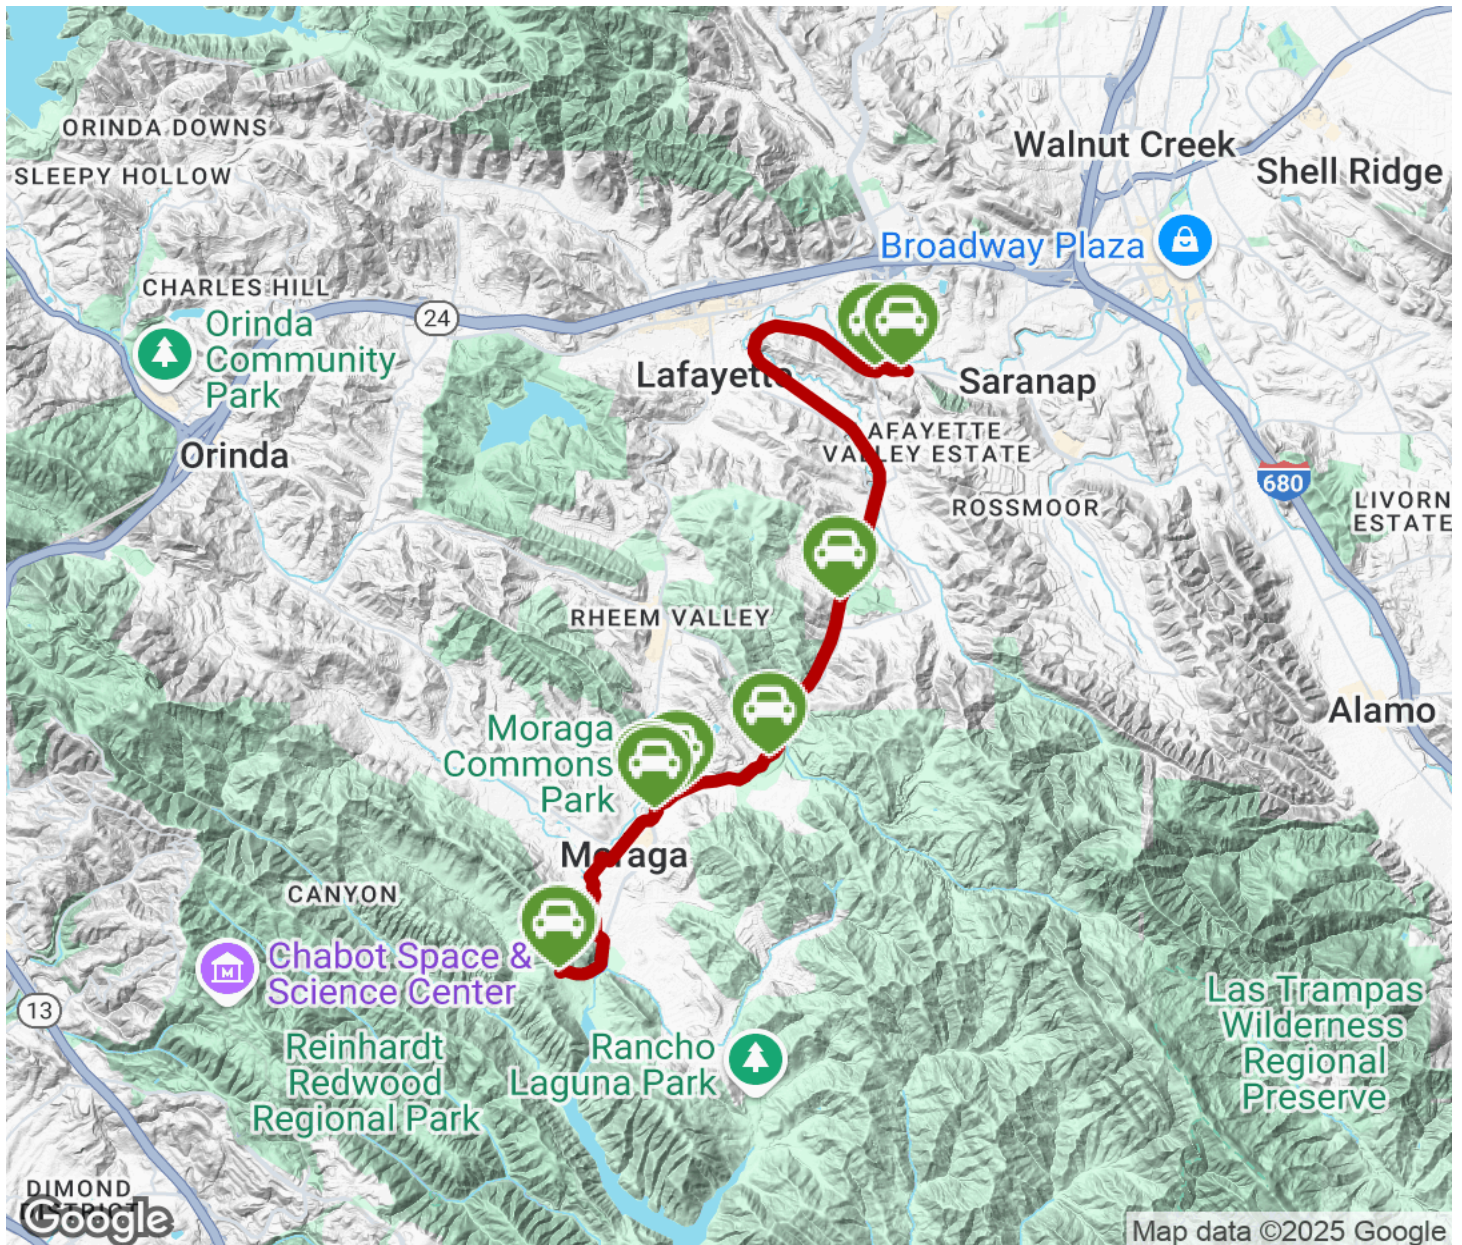 ORINDA DOWNS
SLEEPY HOLLOW
Walnut Creek
Shell Ridge
Broadway Plaza
CHARLES HILL
24
Orinda
Community
Park
Lafayette
Saranap
AFAYETTE
VALLEY ESTATE
Orinda
680
ROSSMOOR
LIVORN
ESTATE
RHEEM VALLEY
Alamo
Moraga
Commons
Park
Moraga
CANYON
Chabot Space &
Science Center
13
Las Trampas
Wilderness
Regional
Preserve
Reinhardt
Redwood
Regional Park
Rancho
Laguna Park
DIMOND
DISTRICT
Google
Map data ©2025 Google